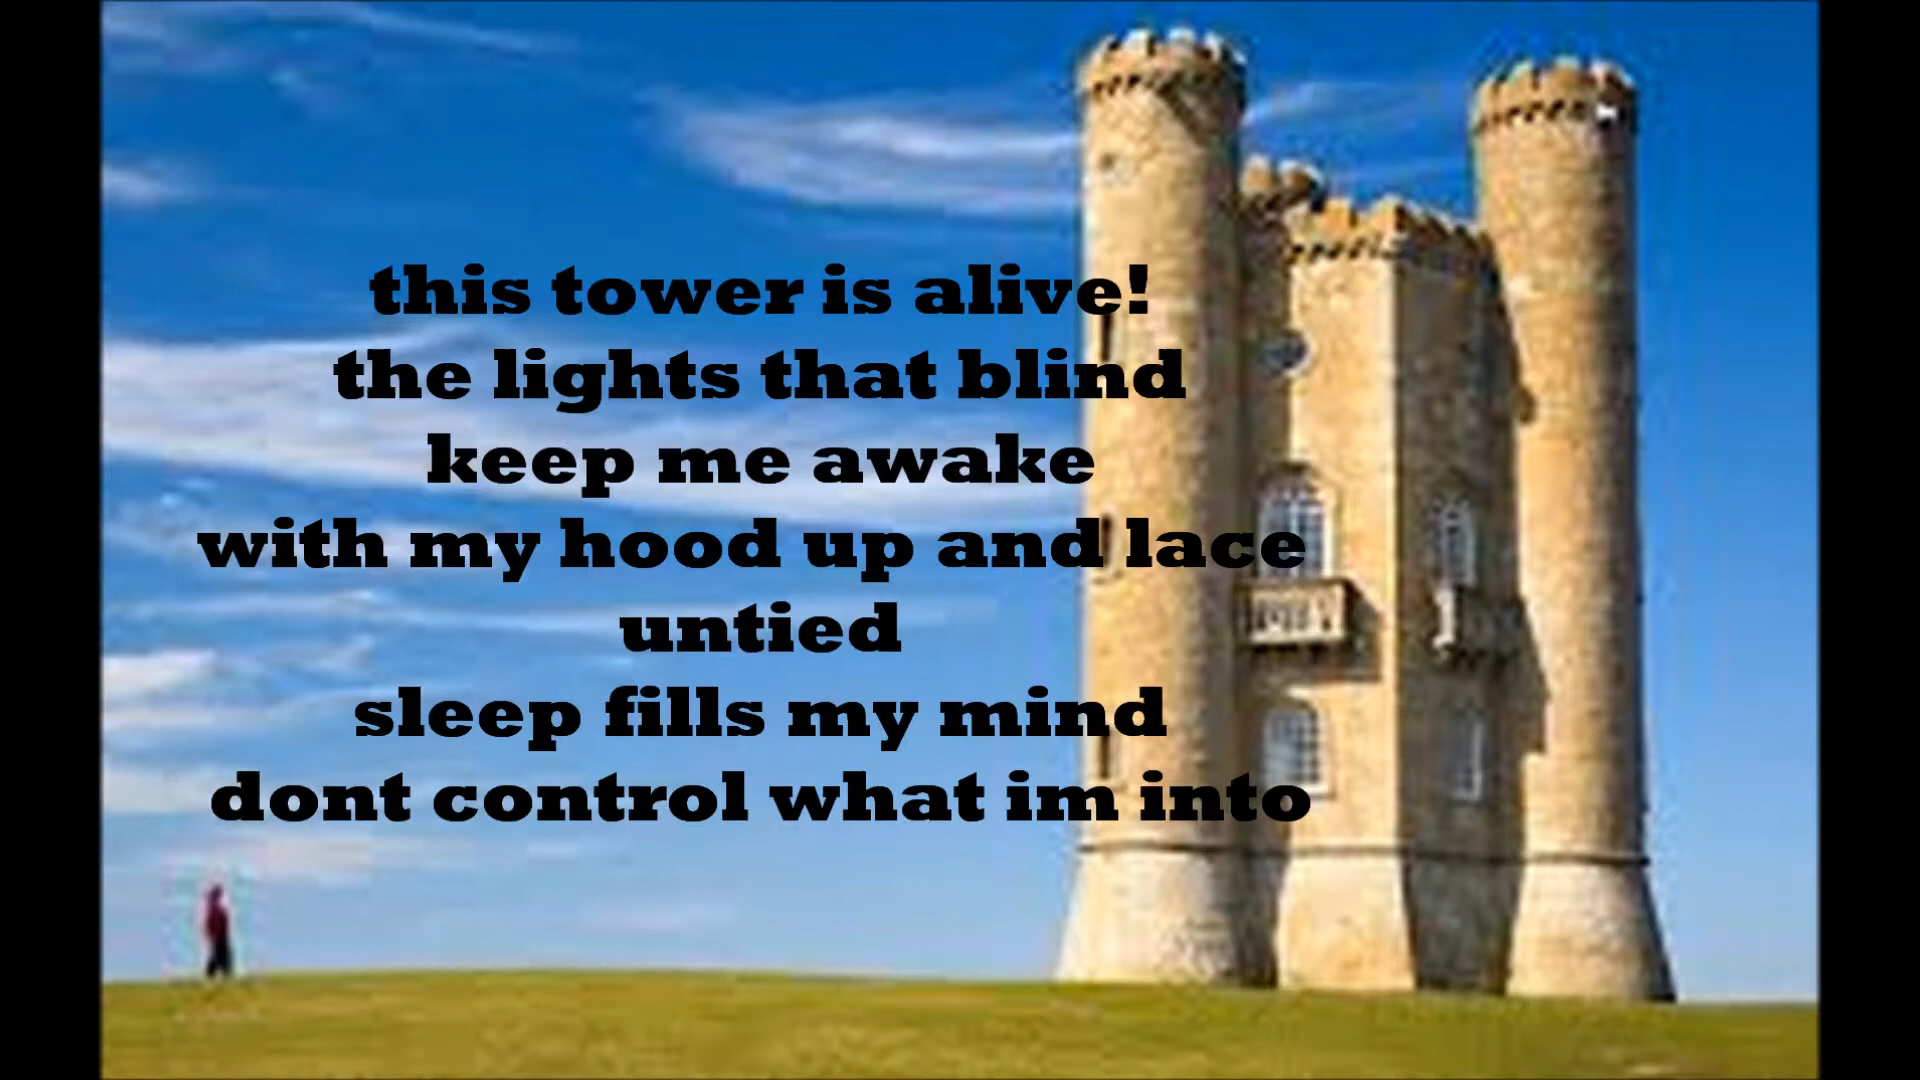 this tower is alive!
the lights that blind
keep me awake
with my hood up and lace
untied
sleep fills my mind
dont control what im into